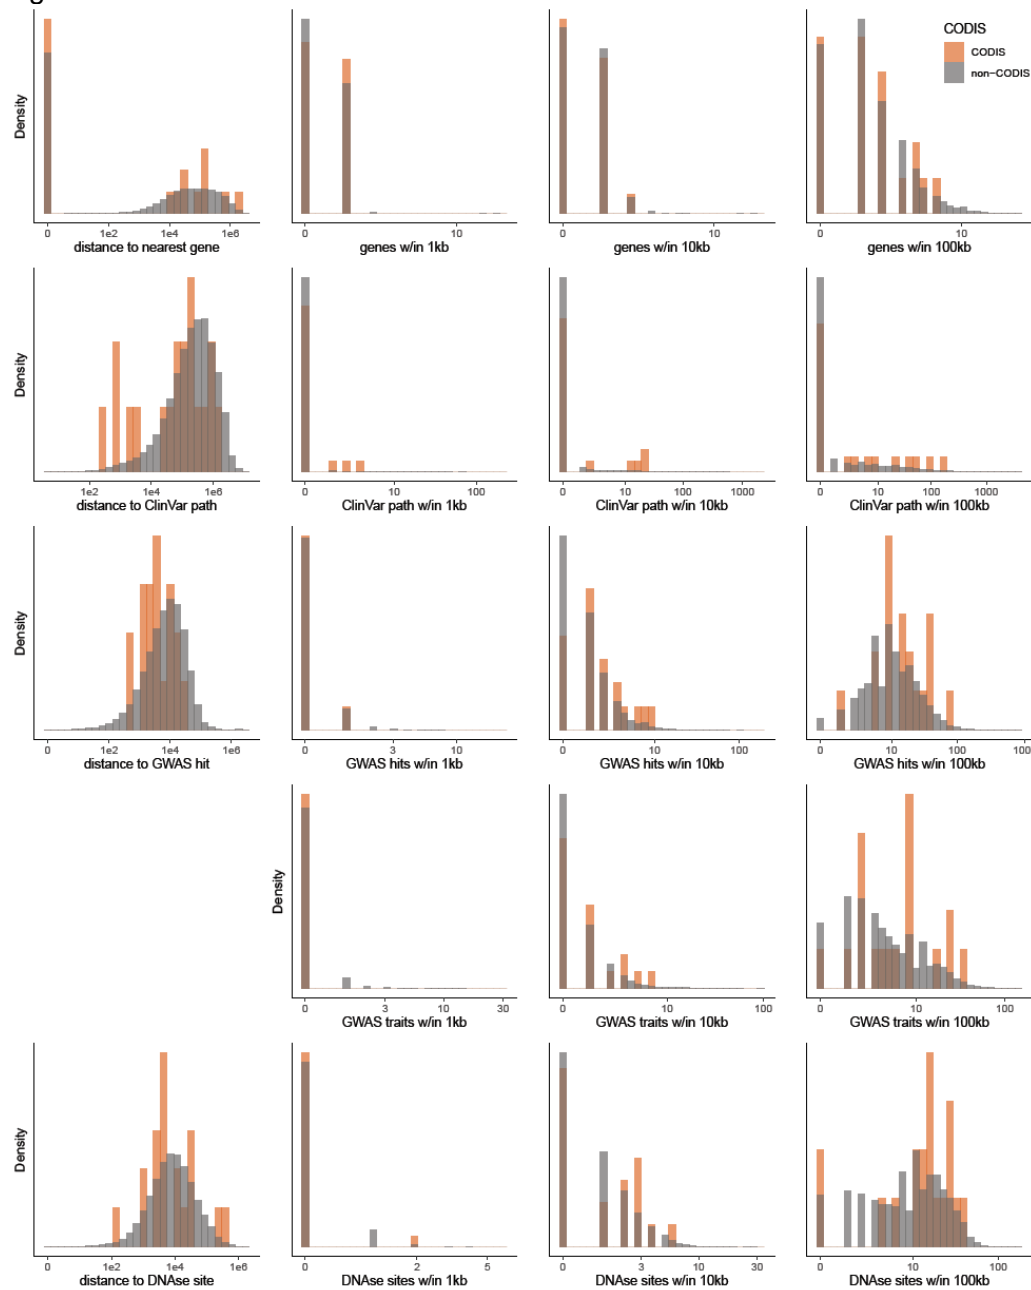 CODIS
CODIS
non-CODIS
Density
0 1e2 1e4 1e6
distance to nearest gene
0 10
genes w/in 1kb
0 10
genes w/in 10kb
0 10
genes w/in 100kb
Density
1e2 1e4 1e6
distance to ClinVar path
0 10 100
ClinVar path w/in 1kb
0 10 100 1000
ClinVar path w/in 10kb
0 10 100 1000
ClinVar path w/in 100kb
Density
0 1e2 1e4 1e6
distance to GWAS hit
0 3 10
GWAS hits w/in 1kb
0 10 100
GWAS hits w/in 10kb
0 10 100
GWAS hits w/in 100kb
Density
0 3 10 30
GWAS traits w/in 1kb
0 10 100
GWAS traits w/in 10kb
0 10 100
GWAS traits w/in 100kb
Density
0 1e2 1e4 1e6
distance to DNAse site
0 2 5
DNAse sites w/in 1kb
0 3 10 30
DNAse sites w/in 10kb
0 10 100
DNAse sites w/in 100kb